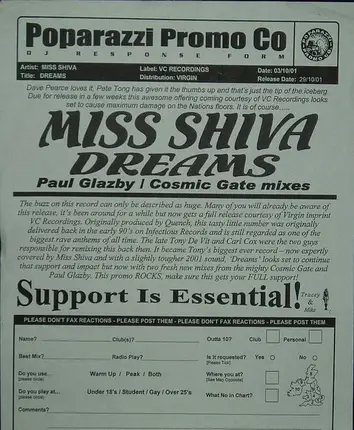 Poparazzi Promo Co
DJ RESPONSE FORM
Artist: MISS SHIVA Label: VC RECORDINGS Date: 03/10/01
Title: DREAMS Distribution: VIRGIN Release Date: 29/10/01
Dave Pearce loves it, Pete Tong has given it the thumbs up and that's just the tip of the iceberg.
Due for release in a few weeks this awesome offering coming courtesy of VC Recordings looks
set to cause maximum damage on the Nations floors. It is of course.....
MISS SHIVA
DREAMS
Paul Glazby / Cosmic Gate mixes
The buzz on this record can only be described as huge. Many of you will already be aware of
this release, it's been around for a while but now gets a full release courtesy of Virgin imprint
VC Recordings. Originally produced by Quench, this tasty little number was originally
delivered back in the early 90's on Infectious Records and is still regarded as one of the
biggest rave anthems of all time. The late Tony De Vit and Carl Cox were the two guys
responsible for remixing this back then. It became Tony's biggest ever record - now expertly
covered by Miss Shiva and with a slightly tougher 2001 sound, 'Dreams' looks set to continue
that support and impact but now with two fresh new mixes from the mighty Cosmic Gate and
Paul Glazby. This promo ROCKS, make sure this gets your FULL support!
Support Is Essential!
Tracey & Mike
PLEASE DON'T FAX REACTIONS - PLEASE POST THEM - PLEASE DON'T FAX REACTIONS - PLEASE POST THEM
Name? Club(s)? Outta 10? Club Personal
Best Mix? Radio Play? Is it requested? Yes No
(Please Tick)
Do you use... Warm Up / Peak / Both Where you at?
(please circle) (See Map Opposite)
Do you play at... Under 18's / Student / Gay / Over 25's What No in Chart?
(please circle)
Comments?